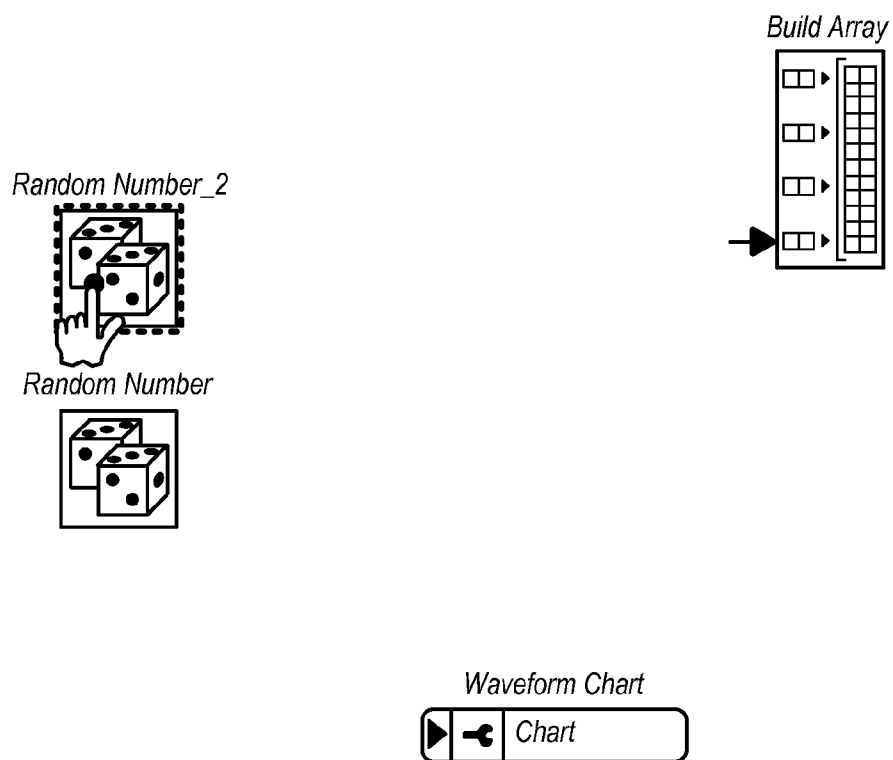 Build Array
Random Number_2
Random Number
Waveform Chart
Chart